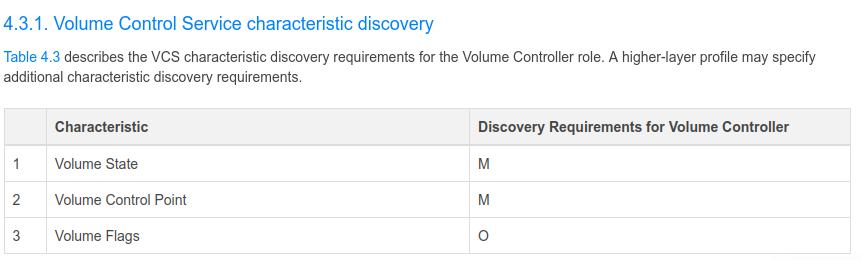 4.3.1. Volume Control Service characteristic discovery
Table 4.3 describes the VCS characteristic discovery requirements for the Volume Controller role. A higher-layer profile may specify
additional characteristic discovery requirements.
Characteristic Discovery Requirements for Volume Controller
1 Volume State M
2 Volume Control Point M
3 Volume Flags O